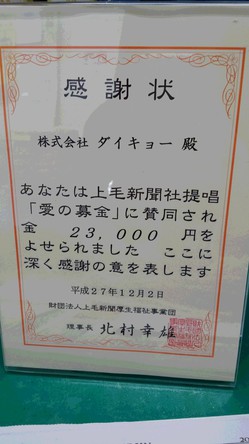 感謝状
株式会社 ダイキョー 殿
あなたは上毛新聞社提唱
「愛の募金」に賛同され
金 23,000 円を
よせられました ここに
深く感謝の意を表します
平成27年12月2日
財団法人上毛新聞厚生福祉事業団
理事長 北村幸雄